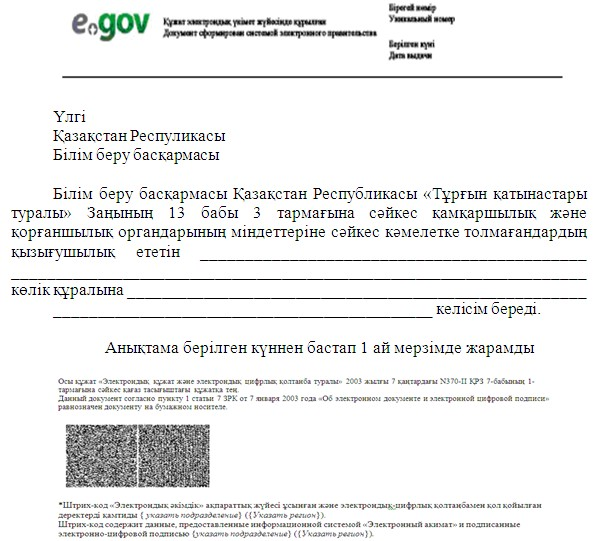 e.gov
Құжат электрондық үкімет жүйесінде құрылған
Документ сформирован системой электронного правительства
Бірегей нөмір
Уникальный номер
Берілген күні
Дата выдачи
Үлгі
Қазақстан Респуликасы
Білім беру басқармасы
Білім беру басқармасы Қазақстан Республикасы «Тұрғын қатынастары
туралы» Заңының 13 бабы 3 тармағына сәйкес қамқаршылық және
қорғаншылық органдарының міндеттеріне сәйкес кәмелетке толмағандардың
қызығушылық ететін ___________________________________________
________________________________________________________________
көлік құралына ___________________________________________________
__________________________________________ келісім береді.
Анықтама берілген күннен бастап 1 ай мерзімде жарамды
Осы құжат «Электрондық құжат және электрондық цифрлық қолтанба туралы» 2003 жылғы 7 қаңтардағы N370-II ҚРЗ 7-бабының 1-
тармағына сәйкес қағаз тасығыштағы құжатқа тең.
Данный документ согласно пункту 1 статьи 7 ЗРК от 7 января 2003 года «Об электронном документе и электронной цифровой подписи»
равнозначен документу на бумажном носителе.
*Штрих-код «Электрондық әкімдік» ақпараттық жүйесі ұсынған және электрондық-цифрлық қолтанбамен қол қойылған
деректерді қамтиды { указать подразделение} ({Указать регион}).
Штрих-код содержит данные, предоставленные информационной системой «Электронный акимат» и подписанные
электронно-цифровой подписью {указать подразделение} ({Указать регион}).